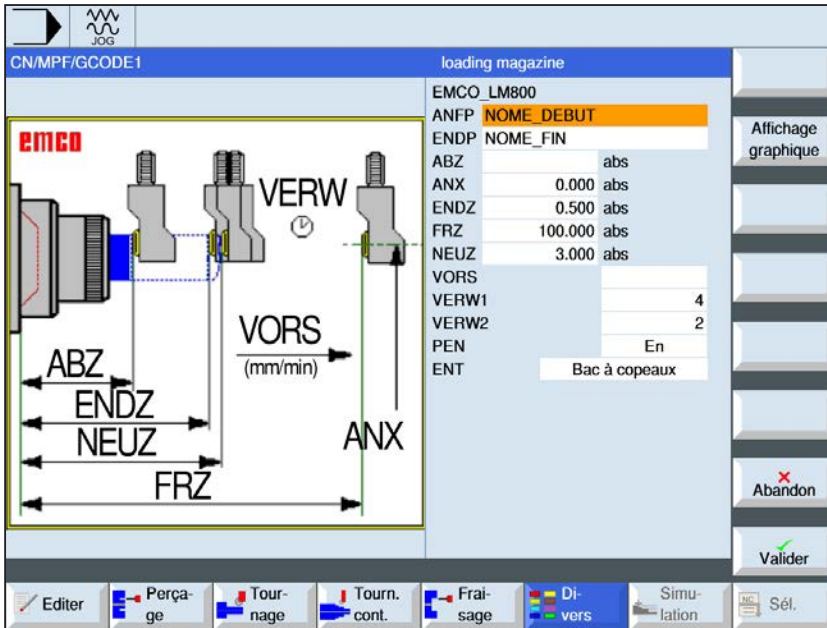 JOG
CN/MPF/GCODE1
loading magazine
EMCO_LM800
ANFP NOME_DEBUT
ENDP NOME_FIN
ABZ abs
ANX 0.000 abs
ENDZ 0.500 abs
FRZ 100.000 abs
NEUZ 3.000 abs
VORS
VERW1 4
VERW2 2
PEN En
ENT Bac à copeaux
emco
VERW
VORS
(mm/min)
ABZ
ENDZ
NEUZ
ANX
FRZ
Affichage
graphique
Abandon
Valider
Editer
Perça-
ge
Tour-
nage
Tourn.
cont.
Frai-
sage
Di-
vers
Simu-
lation
NC
Sél.